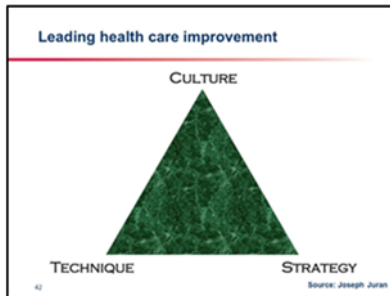 Leading health care improvement
CULTURE
TECHNIQUE
STRATEGY
42
Source: Joseph Juran